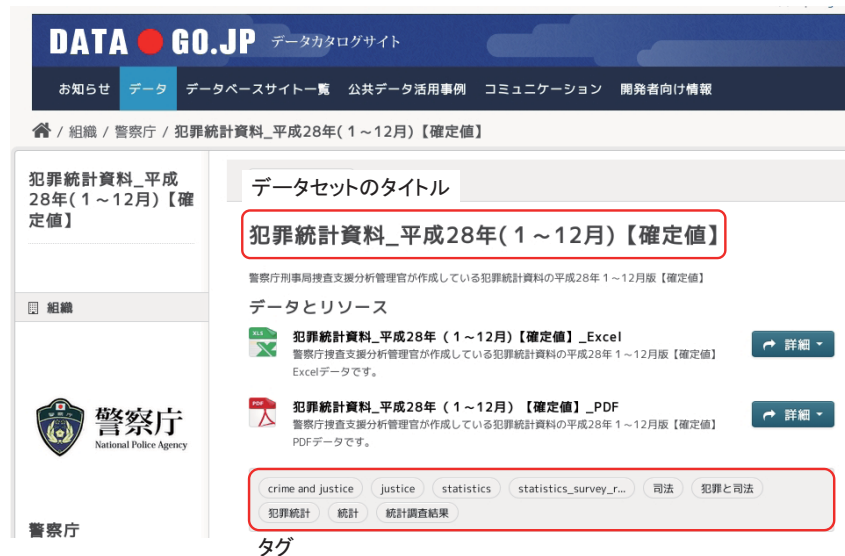 DATA GO.JP データカタログサイト
お知らせ データ データベースサイト一覧 公共データ活用事例 コミュニケーション 開発者向け情報
/ 組織 / 警察庁 / 犯罪統計資料_平成28年(1～12月)【確定値】
犯罪統計資料_平成
28年(1～12月)【確
定値】
組織
警察庁
National Police Agency
警察庁
データセットのタイトル
犯罪統計資料_平成28年(1～12月)【確定値】
警察庁刑事局捜査支援分析管理官が作成している犯罪統計資料の平成28年1～12月版【確定値】
データとリソース
XLS
犯罪統計資料_平成28年（1～12月)【確定値】_Excel
警察庁捜査支援分析管理官が作成している犯罪統計資料の平成28年1～12月版【確定値】
Excelデータです。
詳細
PDF
犯罪統計資料_平成28年（1～12月）【確定値】_PDF
警察庁捜査支援分析管理官が作成している犯罪統計資料の平成28年1～12月版【確定値】
PDFデータです。
詳細
crime and justice justice statistics statistics_survey_r... 司法 犯罪と司法
犯罪統計 統計 統計調査結果
タグ